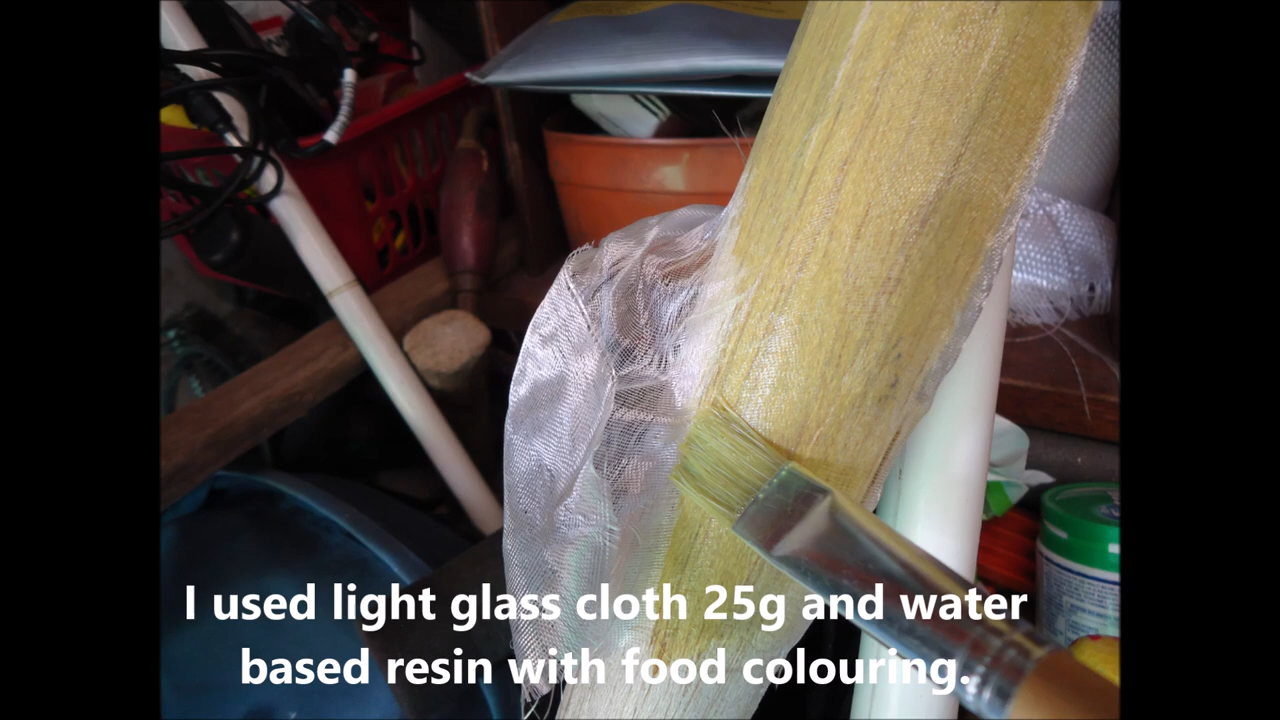 I used light glass cloth 25g and water
based resin with food colouring.